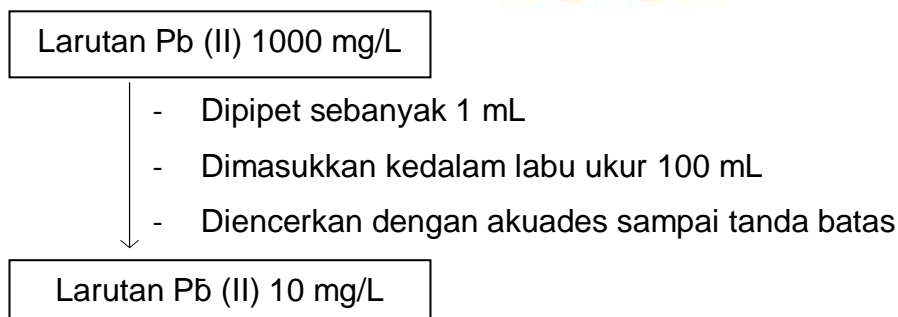 Larutan Pb (II) 1000 mg/L
- Dipipet sebanyak 1 mL
- Dimasukkan kedalam labu ukur 100 mL
- Diencerkan dengan akuades sampai tanda batas
Larutan Pb (II) 10 mg/L